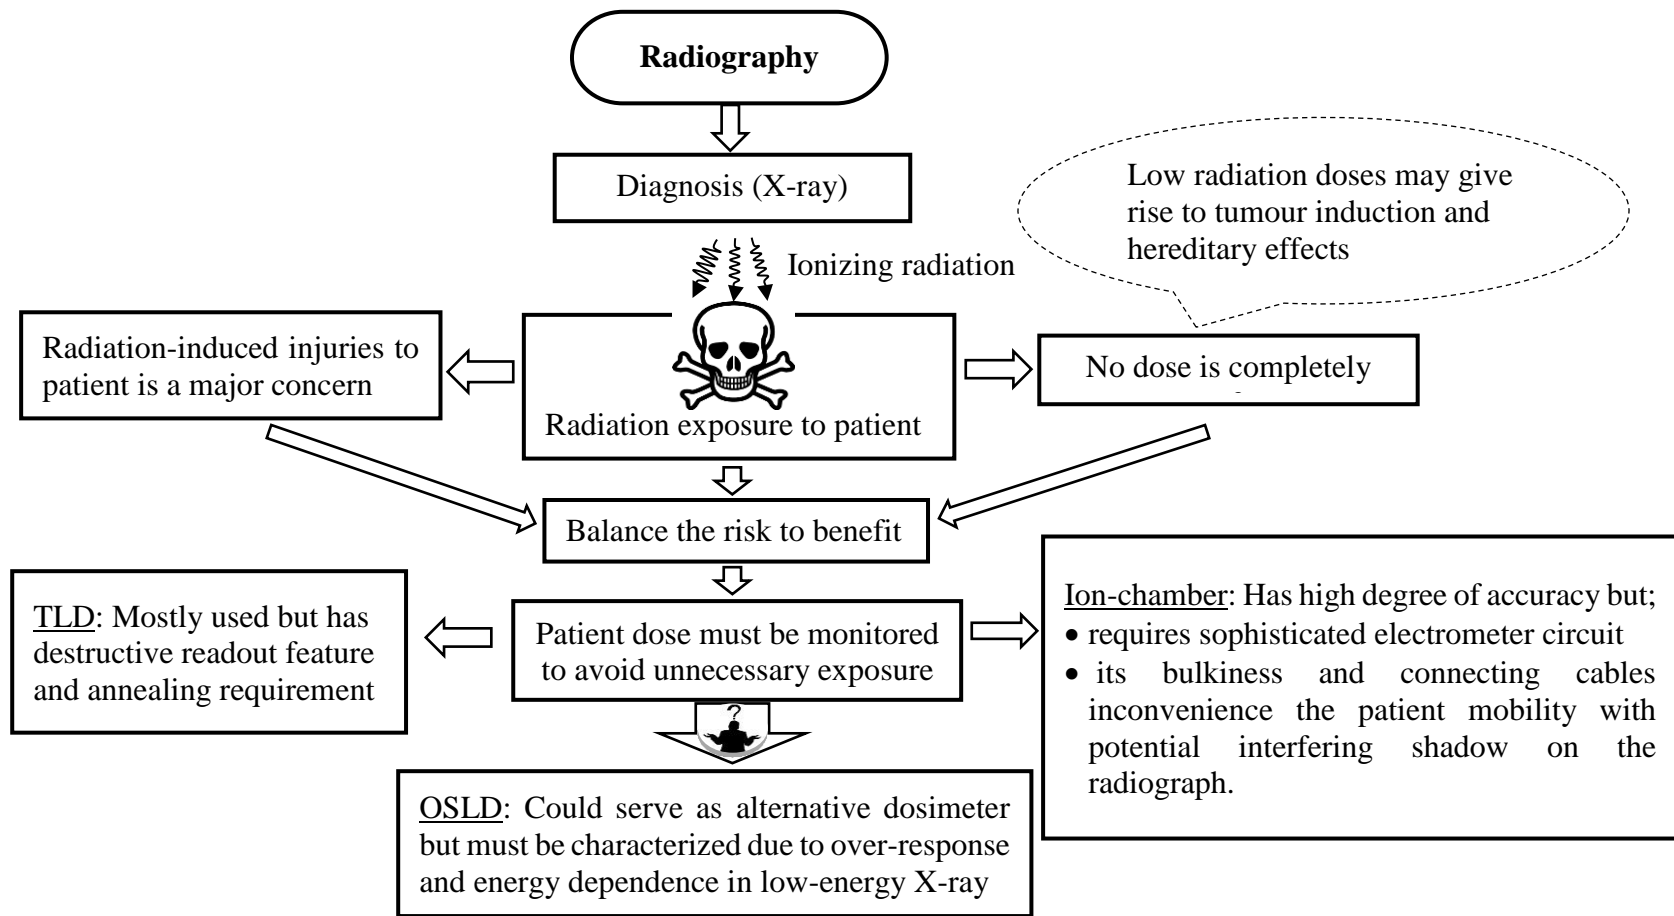 Radiography
Diagnosis (X-ray)
Low radiation doses may give
rise to tumour induction and
hereditary effects
Ionizing radiation
Radiation-induced injuries to
patient is a major concern
Radiation exposure to patient
No dose is completely
Balance the risk to benefit
TLD: Mostly used but has
destructive readout feature
and annealing requirement
Patient dose must be monitored
to avoid unnecessary exposure
Ion-chamber: Has high degree of accuracy but;
• requires sophisticated electrometer circuit
• its bulkiness and connecting cables
inconvenience the patient mobility with
potential interfering shadow on the
radiograph.
?
OSLD: Could serve as alternative dosimeter
but must be characterized due to over-response
and energy dependence in low-energy X-ray